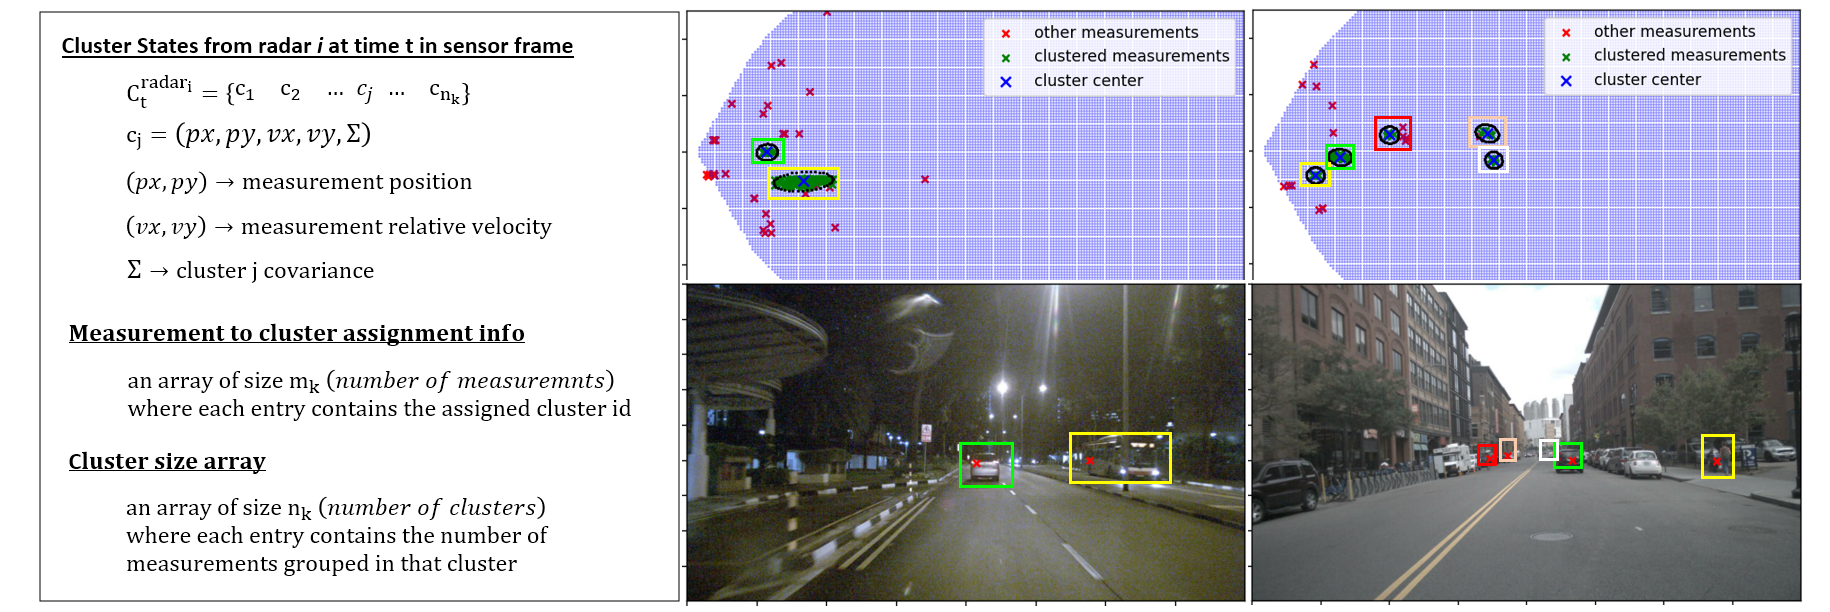 Cluster States from radar i at time t in sensor frame
C_t^{radar_i} = {c_1 c_2 ... c_j ... c_{n_k}}
c_j = (px, py, vx, vy, Σ)
(px, py) → measurement position
(vx, vy) → measurement relative velocity
Σ → cluster j covariance
Measurement to cluster assignment info
an array of size m_k (number of measuremnts)
where each entry contains the assigned cluster id
Cluster size array
an array of size n_k (number of clusters)
where each entry contains the number of
measurements grouped in that cluster
other measurements
clustered measurements
cluster center
other measurements
clustered measurements
cluster center